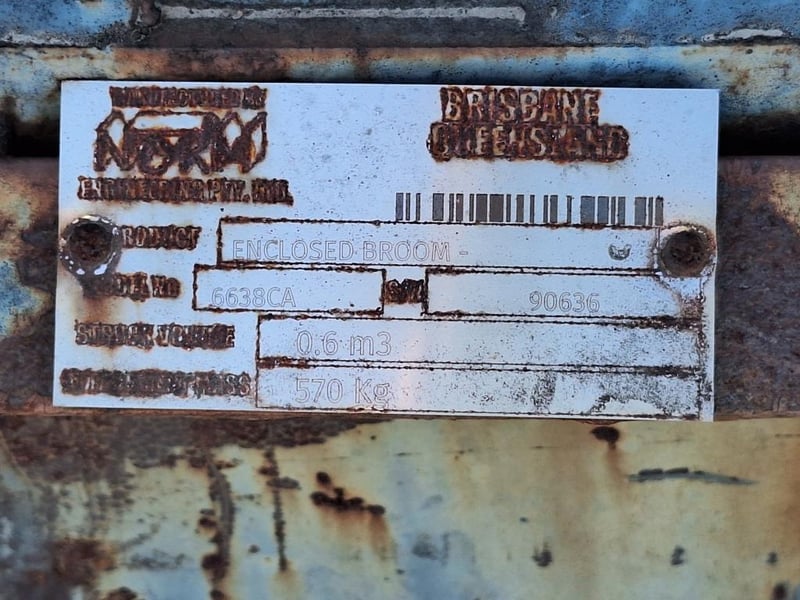 MANUFACTURED BY
NORM
ENGINEERING PTY. LTD.
BRISBANE
QUEENSLAND
PRODUCT ENCLOSED BROOM -
MODEL No 6638CA S/N 90636
STRUCK VOLUME 0.6 m3
570 Kg